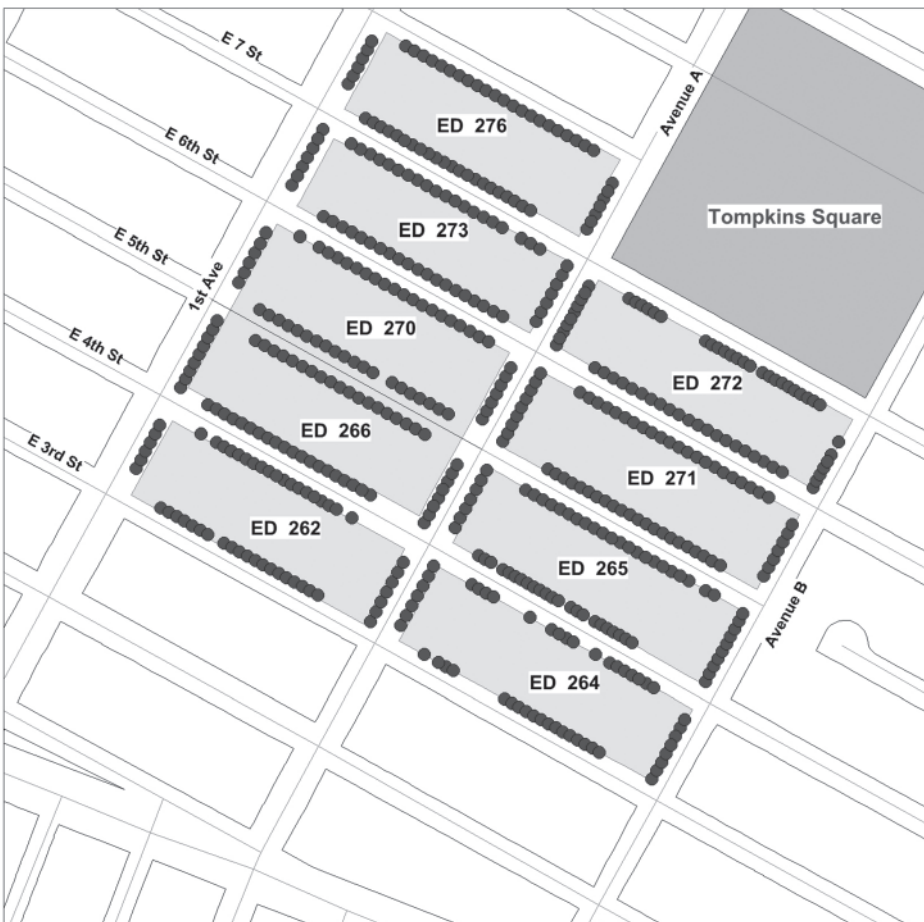 E 7 St
Avenue A
ED 276
E 6th St
Tompkins Square
ED 273
E 5th St
1st Ave
ED 270
E 4th St
ED 272
ED 266
E 3rd St
ED 271
ED 262
ED 265
Avenue B
ED 264